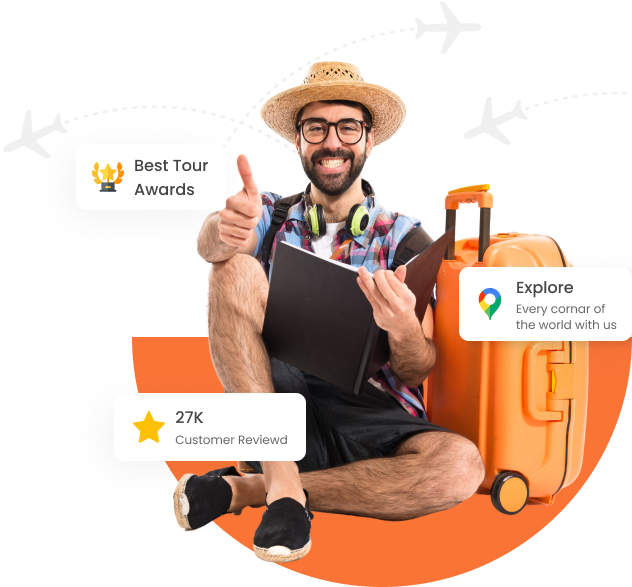 Best Tour
Awards
Explore
Every cornar of
the world with us
27K
Customer Reviewd